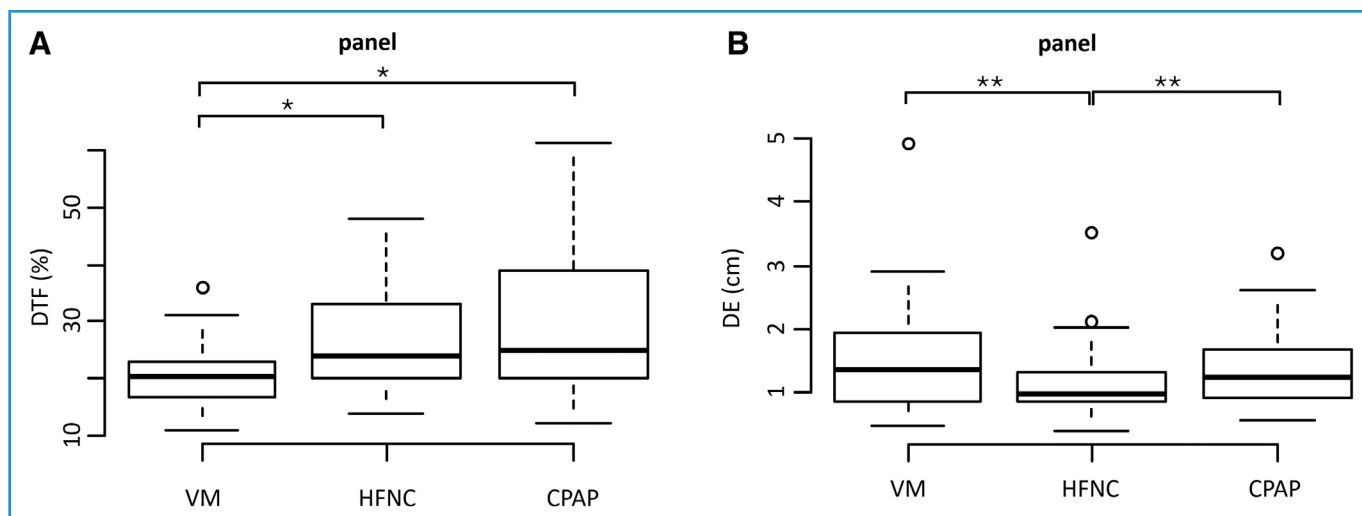 A
panel
*
*
DTF (%)
50
30
10
VM HFNC CPAP
B
panel
** **
DE (cm)
5
4
3
2
1
VM HFNC CPAP